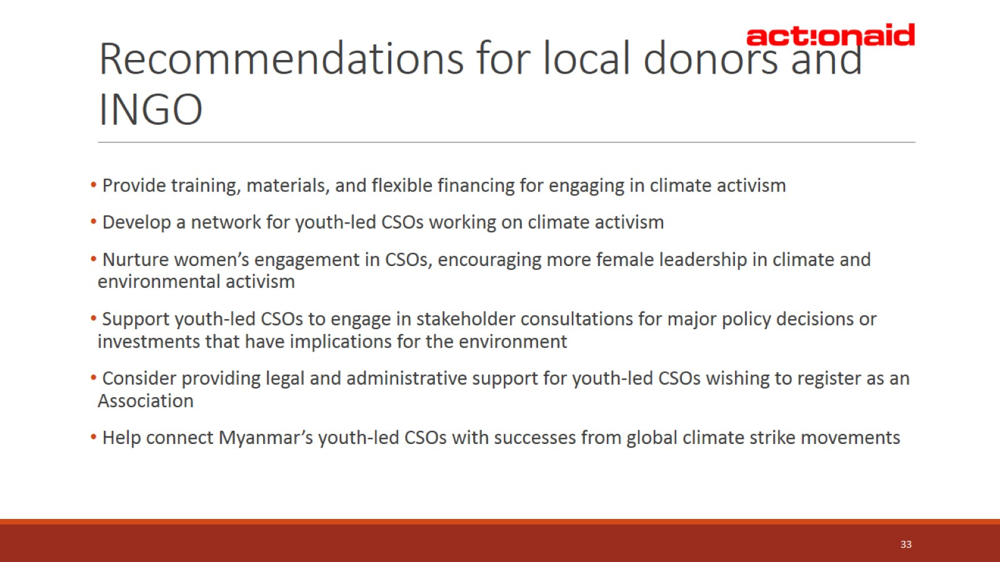 act!onaid
Recommendations for local donors and
INGO
• Provide training, materials, and flexible financing for engaging in climate activism
• Develop a network for youth-led CSOs working on climate activism
• Nurture women’s engagement in CSOs, encouraging more female leadership in climate and
environmental activism
• Support youth-led CSOs to engage in stakeholder consultations for major policy decisions or
investments that have implications for the environment
• Consider providing legal and administrative support for youth-led CSOs wishing to register as an
Association
• Help connect Myanmar’s youth-led CSOs with successes from global climate strike movements
33